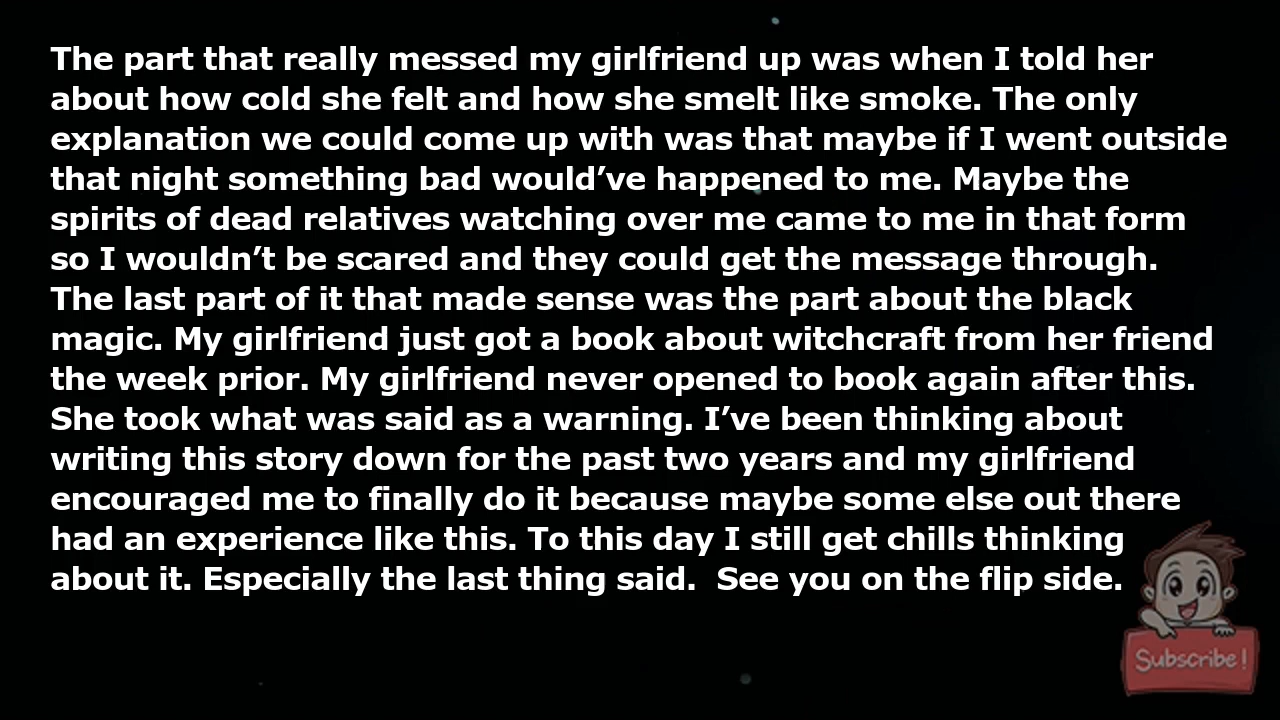 The part that really messed my girlfriend up was when I told her
about how cold she felt and how she smelt like smoke. The only
explanation we could come up with was that maybe if I went outside
that night something bad would’ve happened to me. Maybe the
spirits of dead relatives watching over me came to me in that form
so I wouldn’t be scared and they could get the message through.
The last part of it that made sense was the part about the black
magic. My girlfriend just got a book about witchcraft from her friend
the week prior. My girlfriend never opened to book again after this.
She took what was said as a warning. I’ve been thinking about
writing this story down for the past two years and my girlfriend
encouraged me to finally do it because maybe some else out there
had an experience like this. To this day I still get chills thinking
about it. Especially the last thing said.  See you on the flip side.
Subscribe!